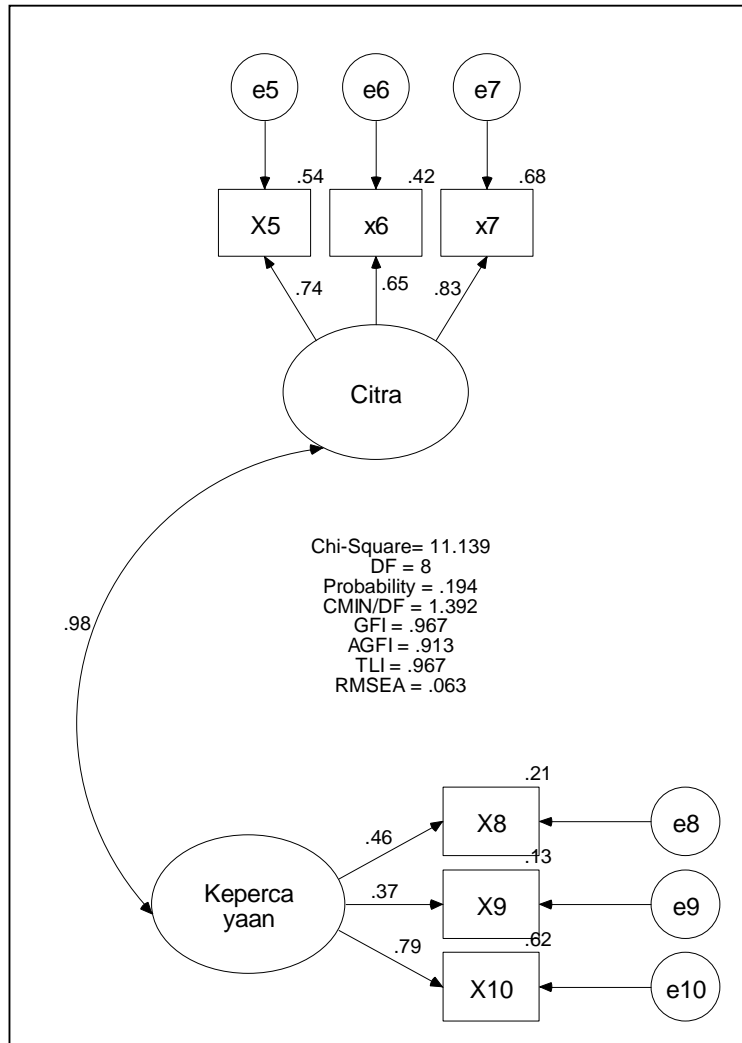 e5
e6
e7
.54
.42
.68
X5
x6
x7
.74
.65
.83
Citra
Chi-Square= 11.139
DF = 8
Probability = .194
CMIN/DF = 1.392
GFI = .967
AGFI = .913
TLI = .967
RMSEA = .063
.98
.21
X8
e8
.46
.13
Keperca
yaan
.37
X9
e9
.62
.79
X10
e10